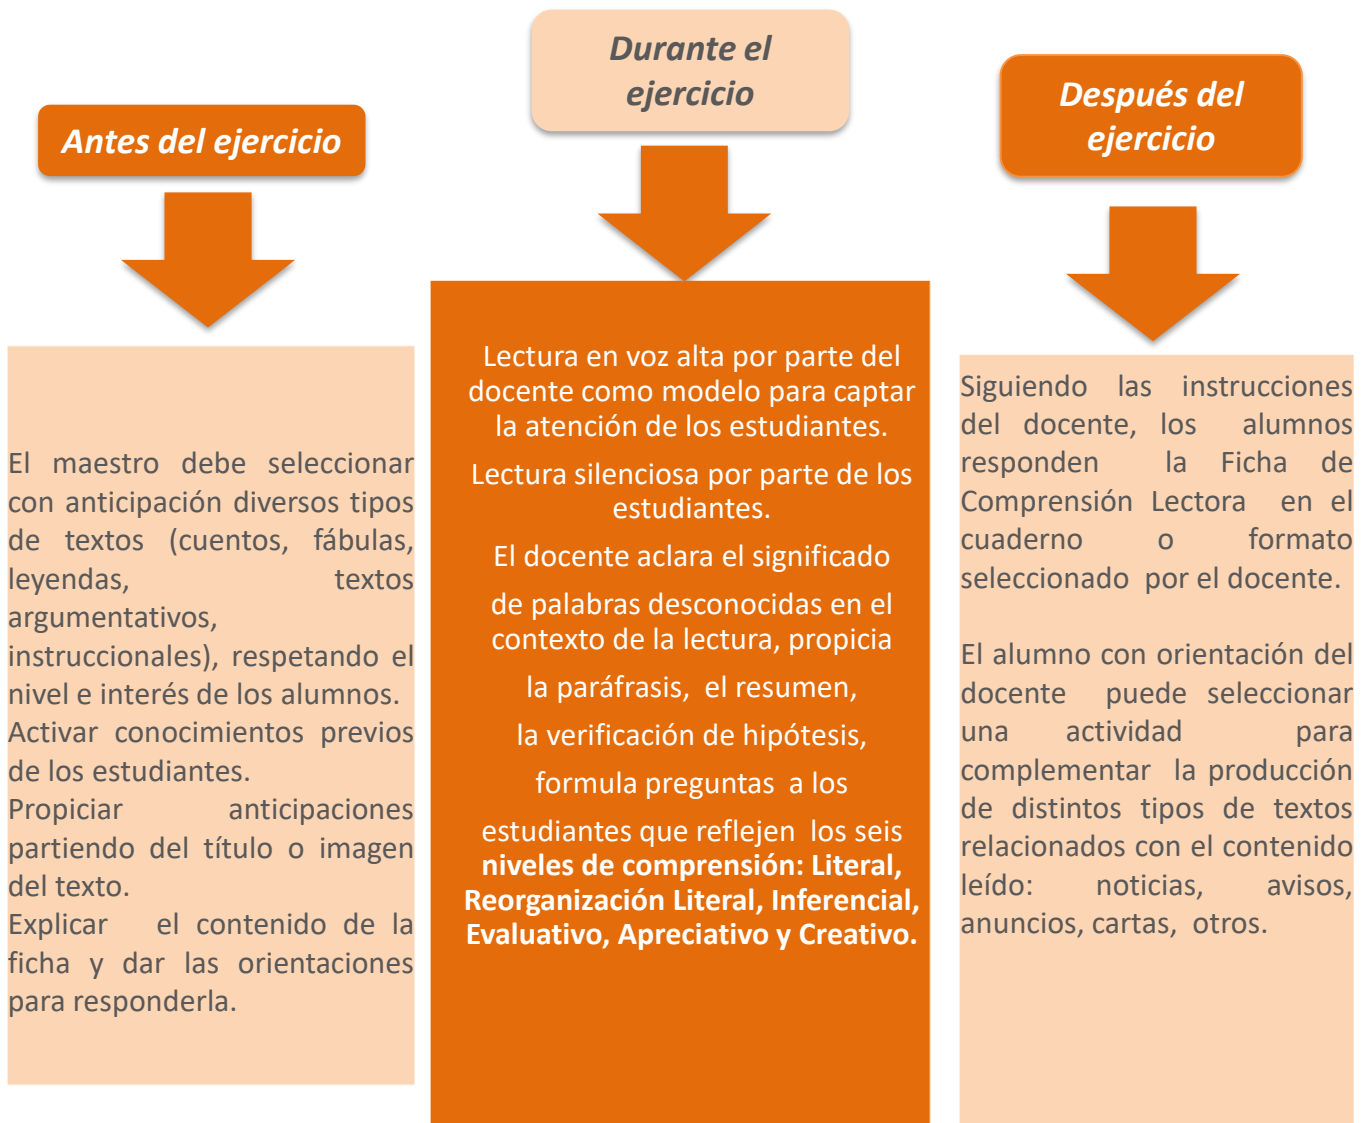 Antes del ejercicio
El maestro debe seleccionar
con anticipación diversos tipos
de textos (cuentos, fábulas,
leyendas, textos
argumentativos,
instruccionales), respetando el
nivel e interés de los alumnos.
Activar conocimientos previos
de los estudiantes.
Propiciar anticipaciones
partiendo del título o imagen
del texto.
Explicar el contenido de la
ficha y dar las orientaciones
para responderla.
Durante el
ejercicio
Lectura en voz alta por parte del
docente como modelo para captar
la atención de los estudiantes.
Lectura silenciosa por parte de los
estudiantes.
El docente aclara el significado
de palabras desconocidas en el
contexto de la lectura, propicia
la paráfrasis, el resumen,
la verificación de hipótesis,
formula preguntas a los
estudiantes que reflejen los seis
niveles de comprensión: Literal,
Reorganización Literal, Inferencial,
Evaluativo, Apreciativo y Creativo.
Después del
ejercicio
Siguiendo las instrucciones
del docente, los alumnos
responden la Ficha de
Comprensión Lectora en el
cuaderno o formato
seleccionado por el docente.
El alumno con orientación del
docente puede seleccionar
una actividad para
complementar la producción
de distintos tipos de textos
relacionados con el contenido
leído: noticias, avisos,
anuncios, cartas, otros.